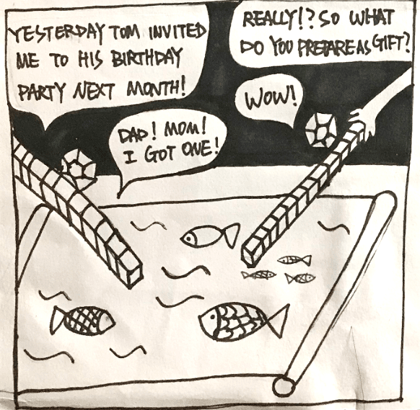 YESTERDAY TOM INVITED
ME TO HIS BIRTHDAY
PARTY NEXT MONTH!
REALLY!? SO WHAT
DO YOU PREPARE AS GIFT?
WOW!
DAD! MOM!
I GOT ONE!